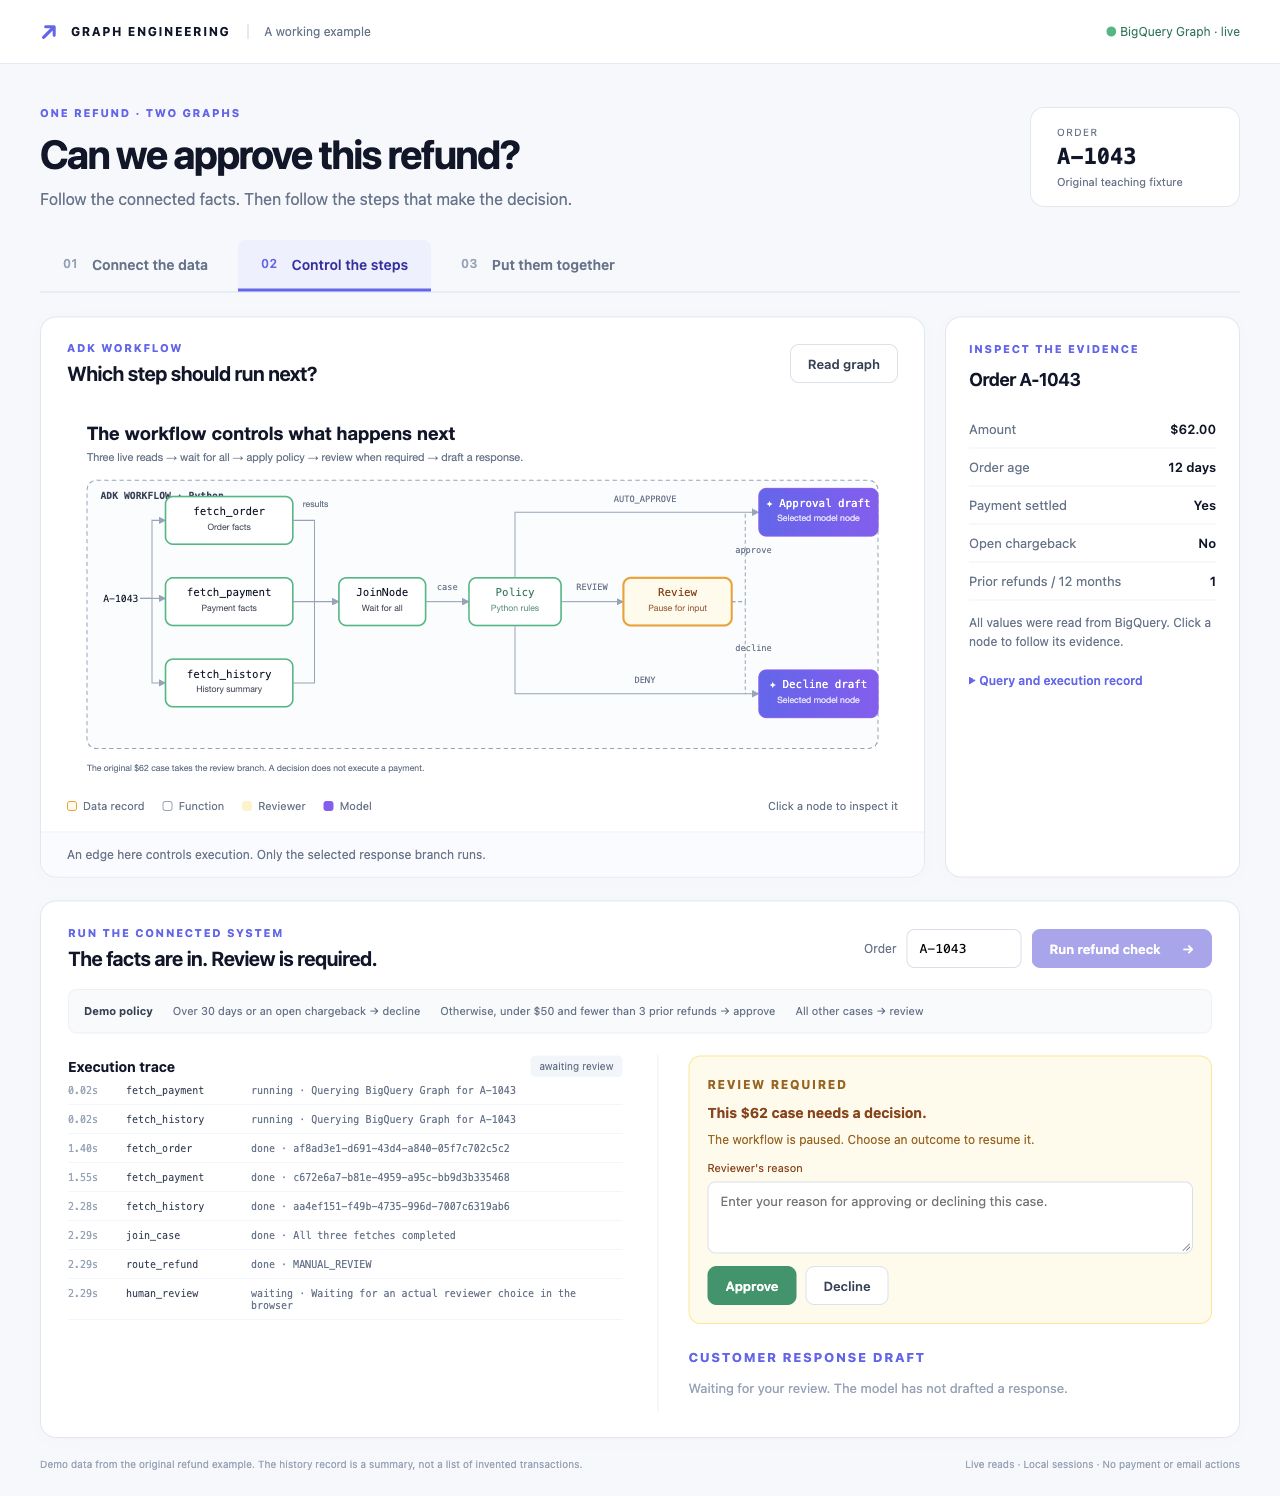 GRAPH ENGINEERING
A working example
BigQuery Graph · live
ONE REFUND · TWO GRAPHS
Can we approve this refund?
Follow the connected facts. Then follow the steps that make the decision.
ORDER
A-1043
Original teaching fixture
01 Connect the data
02 Control the steps
03 Put them together
ADK WORKFLOW
Which step should run next?
Read graph
The workflow controls what happens next
Three live reads → wait for all → apply policy → review when required → draft a response.
ADK WORKFLOW · Python
fetch_order
Order facts
results
AUTO_APPROVE
✦ Approval draft
Selected model node
approve
A-1043
fetch_payment
Payment facts
JoinNode
Wait for all
case
Policy
Python rules
REVIEW
Review
Pause for input
decline
fetch_history
History summary
DENY
✦ Decline draft
Selected model node
The original $62 case takes the review branch. A decision does not execute a payment.
Data record
Function
Reviewer
Model
Click a node to inspect it
An edge here controls execution. Only the selected response branch runs.
INSPECT THE EVIDENCE
Order A-1043
Amount $62.00
Order age 12 days
Payment settled Yes
Open chargeback No
Prior refunds / 12 months 1
All values were read from BigQuery. Click a
node to follow its evidence.
Query and execution record
RUN THE CONNECTED SYSTEM
The facts are in. Review is required.
Order
A-1043
Run refund check →
Demo policy Over 30 days or an open chargeback → decline Otherwise, under $50 and fewer than 3 prior refunds → approve All other cases → review
Execution trace
awaiting review
0.02s fetch_payment running · Querying BigQuery Graph for A-1043
0.02s fetch_history running · Querying BigQuery Graph for A-1043
1.40s fetch_order done · af8ad3e1-d691-43d4-a840-05f7c702c5c2
1.55s fetch_payment done · c672e6a7-b81e-4959-a95c-bb9d3b335468
2.28s fetch_history done · aa4ef151-f49b-4735-996d-7007c6319ab6
2.29s join_case done · All three fetches completed
2.29s route_refund done · MANUAL_REVIEW
2.29s human_review waiting · Waiting for an actual reviewer choice in the
browser
REVIEW REQUIRED
This $62 case needs a decision.
The workflow is paused. Choose an outcome to resume it.
Reviewer's reason
Enter your reason for approving or declining this case.
Approve
Decline
CUSTOMER RESPONSE DRAFT
Waiting for your review. The model has not drafted a response.
Demo data from the original refund example. The history record is a summary, not a list of invented transactions.
Live reads · Local sessions · No payment or email actions